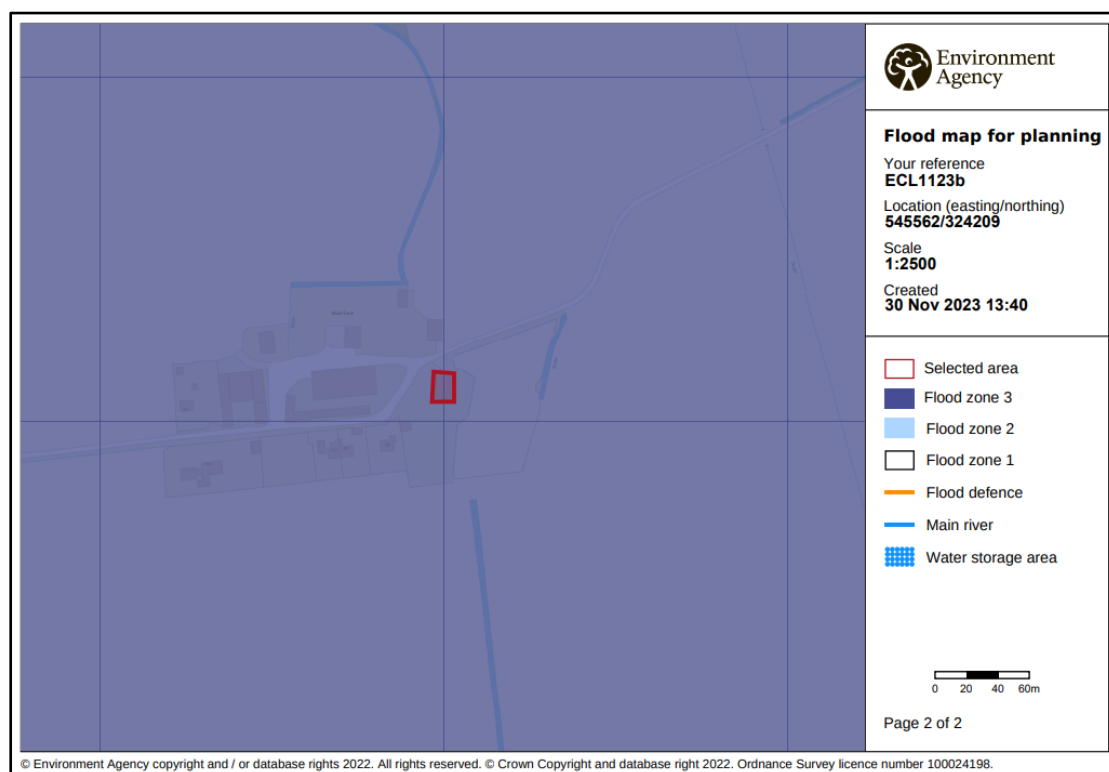 Environment
Agency
Flood map for planning
Your reference
ECL1123b
Location (easting/northing)
545562/324209
Scale
1:2500
Created
30 Nov 2023 13:40
Selected area
Flood zone 3
Flood zone 2
Flood zone 1
Flood defence
Main river
Water storage area
0 20 40 60m
Page 2 of 2
© Environment Agency copyright and / or database rights 2022. All rights reserved. © Crown Copyright and database right 2022. Ordnance Survey licence number 100024198.